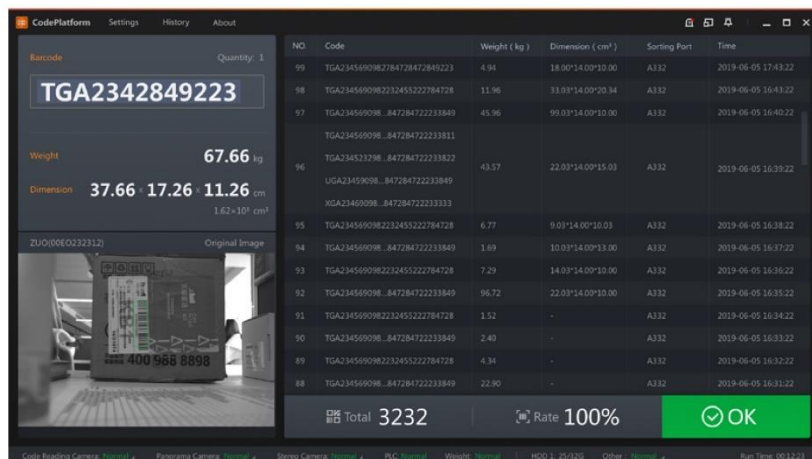 CodePlatform Settings History About
Barcode Quantity: 1
TGA2342849223
Weight 67.66 kg
Dimension 37.66 * 17.26 * 11.26 cm
1.62×10³ cm³
ZUO(00EO232312) Original Image
400 988 8898
NO. Code Weight ( kg ) Dimension ( cm³ ) Sorting Port Time
99 TGA23456909827847284728472849223 4.94 18.00*14.00*10.00 A332 2019-06-05 17:43:22
98 TGA2345690982232455222784728 11.96 33.03*14.00*20.34 A332 2019-06-05 16:43:22
97 TGA234569098...847284722233849 45.96 99.03*14.00*10.00 A332 2019-06-05 16:40:22
TGA234569098...847284722233811
TGA234523298...847284722233822
96 43.57 22.03*14.00*15.03 A332 2019-06-05 16:39:22
UGA23459098...847284722233849
XGA23469098...847284722233333
95 TGA2345690982232455222784728 6.77 9.03*14.00*10.03 A332 2019-06-05 16:38:22
94 TGA234569098...847284722233849 1.69 10.03*14.00*13.00 A332 2019-06-05 16:37:22
93 TGA2345690982232455222784728 7.29 14.03*14.00*10.00 A332 2019-06-05 16:36:22
92 TGA234569098...847284722233849 96.72 22.03*14.00*10.00 A332 2019-06-05 16:35:22
91 TGA2345690982232455222784728 1.52 - A332 2019-06-05 16:34:22
90 TGA234569098...847284722233849 2.40 - A332 2019-06-05 16:33:22
89 TGA2345690982232455222784728 4.34 - A332 2019-06-05 16:32:22
88 TGA234569098...847284722233849 22.90 - A332 2019-06-05 16:31:22
Total 3232 Rate 100% OK
Code Reading Camera: Normal Panorama Camera: Normal Stereo Camera: Normal PLC: Normal Weight: Normal HDD 1: 25/32G Other : Normal Run Time: 00:12:23